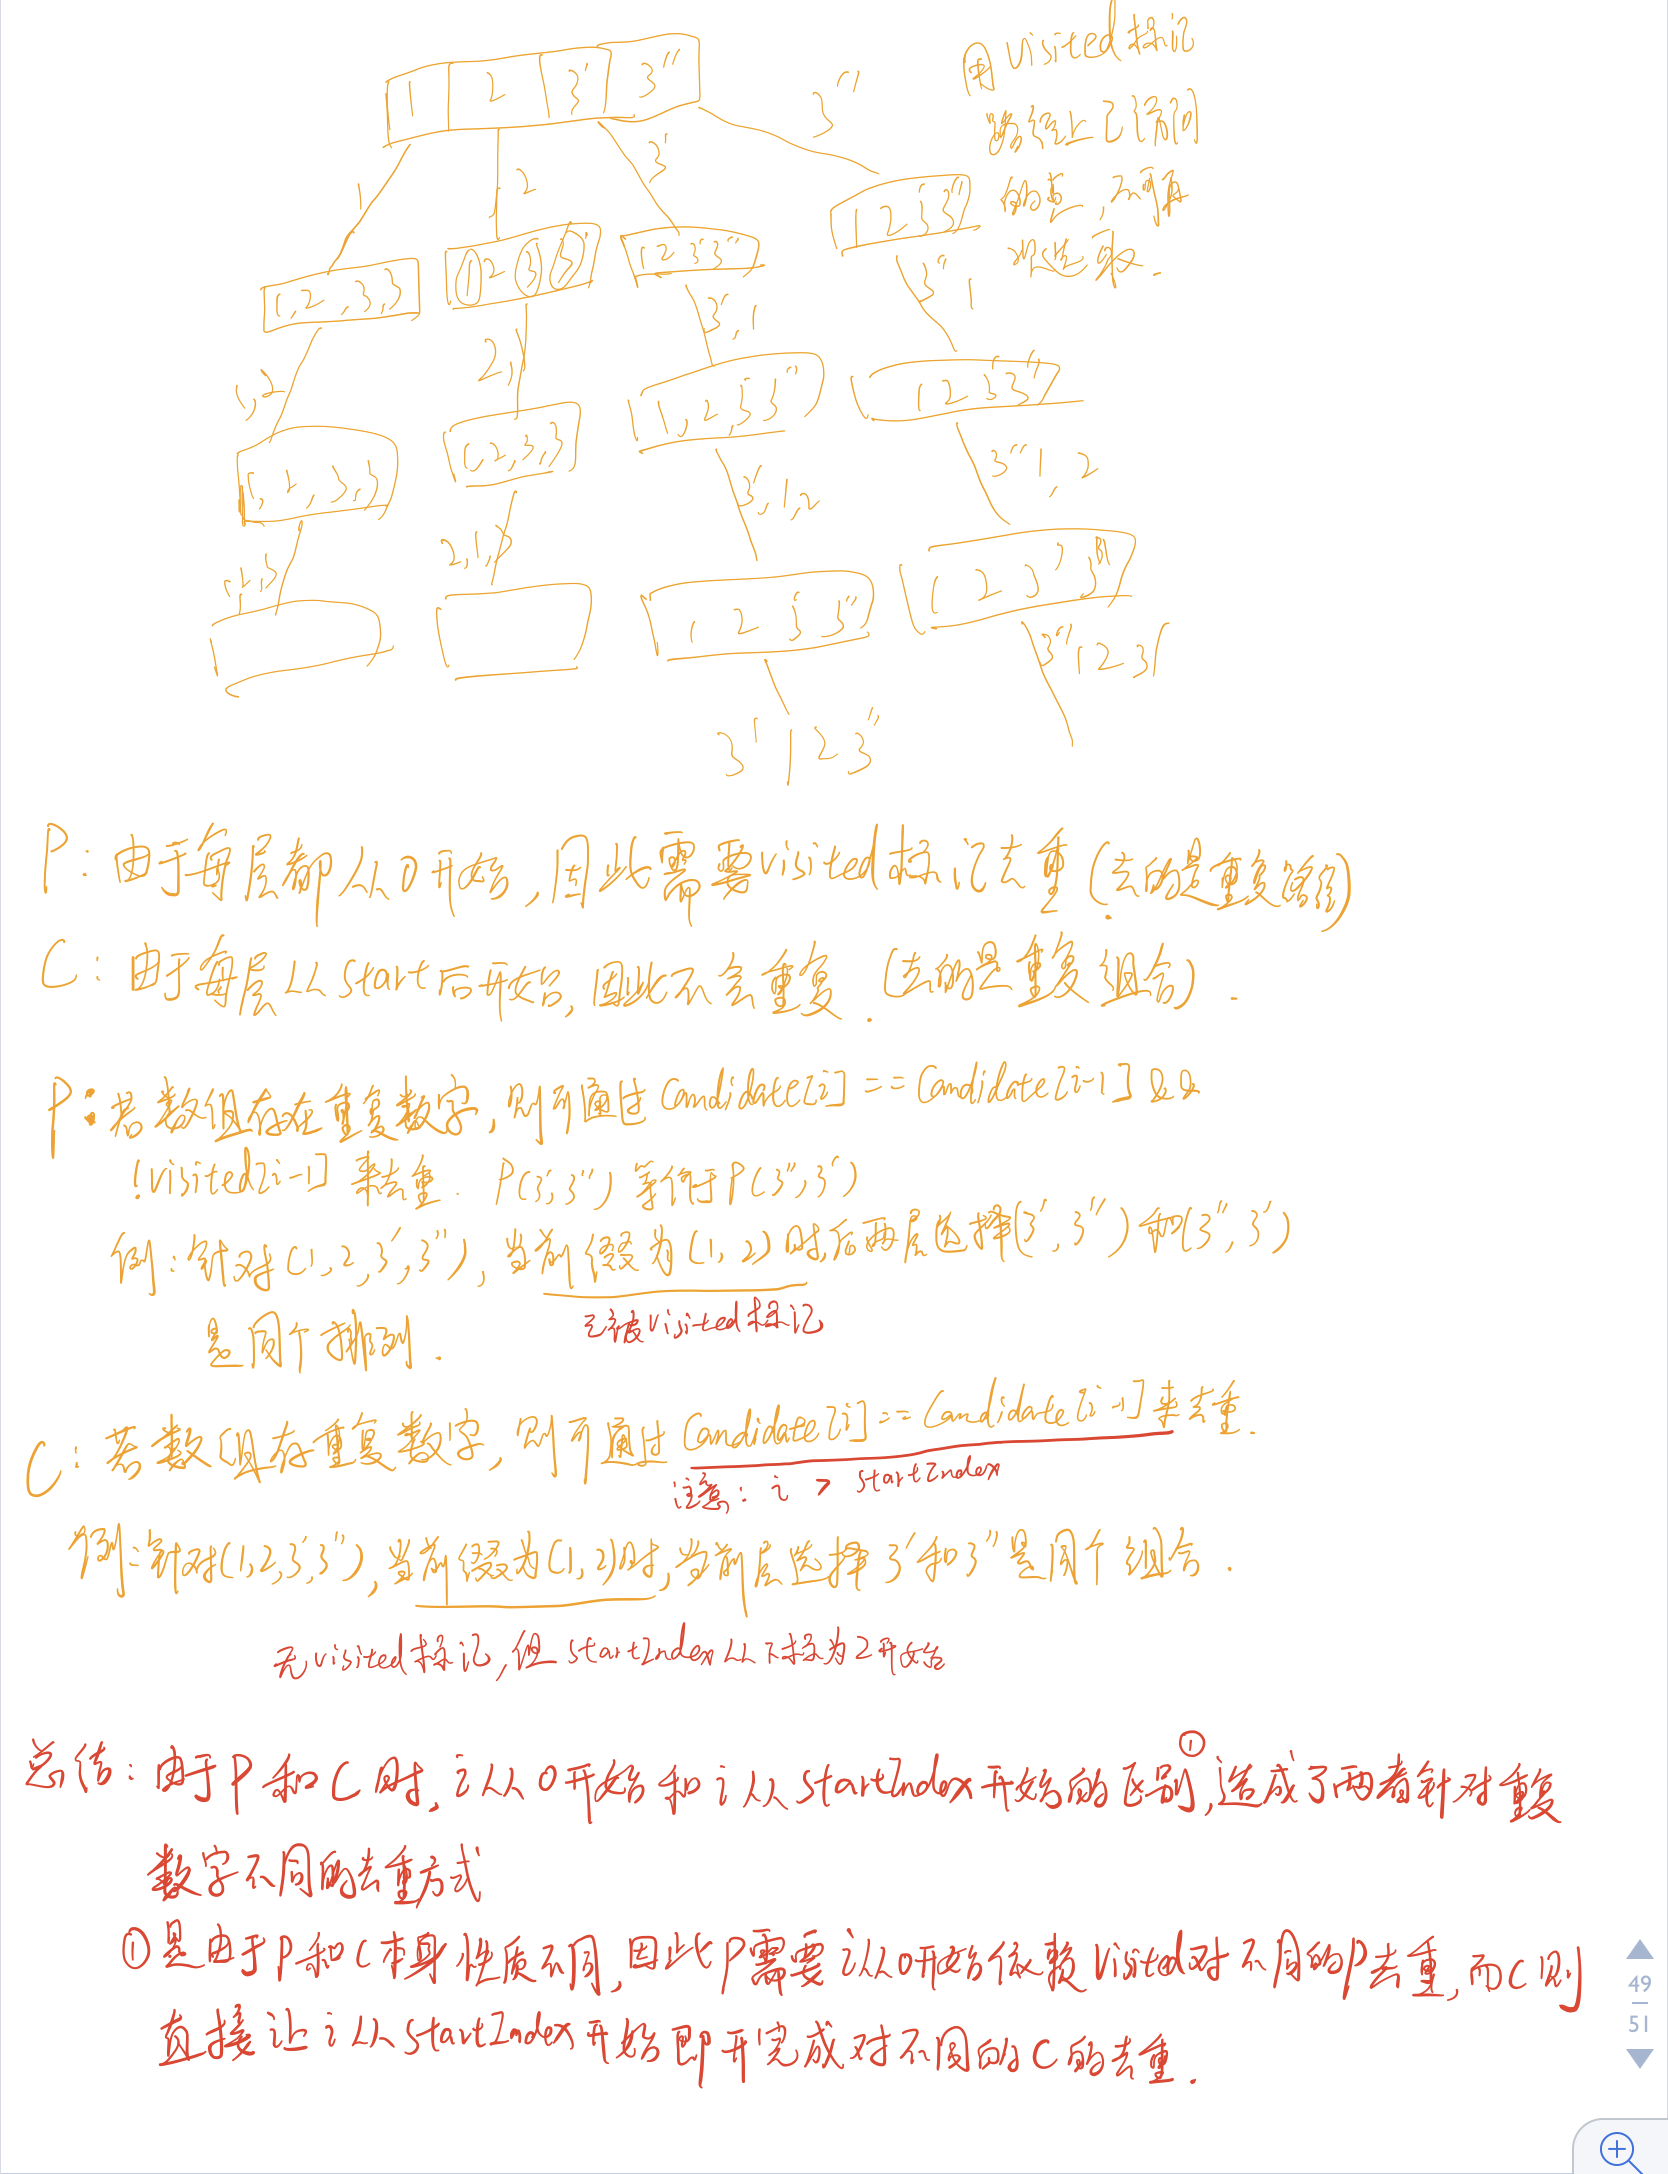 1 2 3' 3''
用visited标记
路径上已访问
的点,不可再
次选取.
1 2 3' 3''
1,2,3,3
1 2 3 3'
1 2 3' 3''
1 2 3' 3''
1,2
2,1
3',1
3'' 1
1,2,3,3
1,2,3,3
1,2,3' 3''
1 2 3' 3''
1,2,3
2,1,3
3',1,2
3'' 1,2
1 2 3' 3''
1 2 3' 3''
3' 1 2 3''
3'' 1 2 3'
P:由于每层都从0开始,因此需要visited标记去重(去的是重复路径)
C:由于每层从start后开始,因此不会重复.(去的是重复组合).
P:若数组存在重复数字,则可通过Candidate[i]==Candidate[i-1] &&
!visited[i-1] 来去重. P(3',3'')等价于P(3'',3')
例:针对(1,2,3',3''),当前缀为(1,2)时,后两层选择(3',3'')和(3'',3')
已被visited标记
是同个排列.
C:若数组存重复数字,则可通过Candidate[i]==Candidate[i-1]来去重.
注意:i > startIndex
例:针对(1,2,3',3''),当前缀为(1,2)时,当前层选择3'和3''是同个组合.
无visited标记,但startIndex从下标为2开始
总结:由于P和C时,i从0开始和i从startIndex开始的区别①,造成了两者针对重复
数字不同的去重方式
①是由于P和C本身性质不同,因此P需要i从0开始依赖visited对不同的P去重,而C则
直接让i从startIndex开始即可完成对不同的C的去重.
49
51